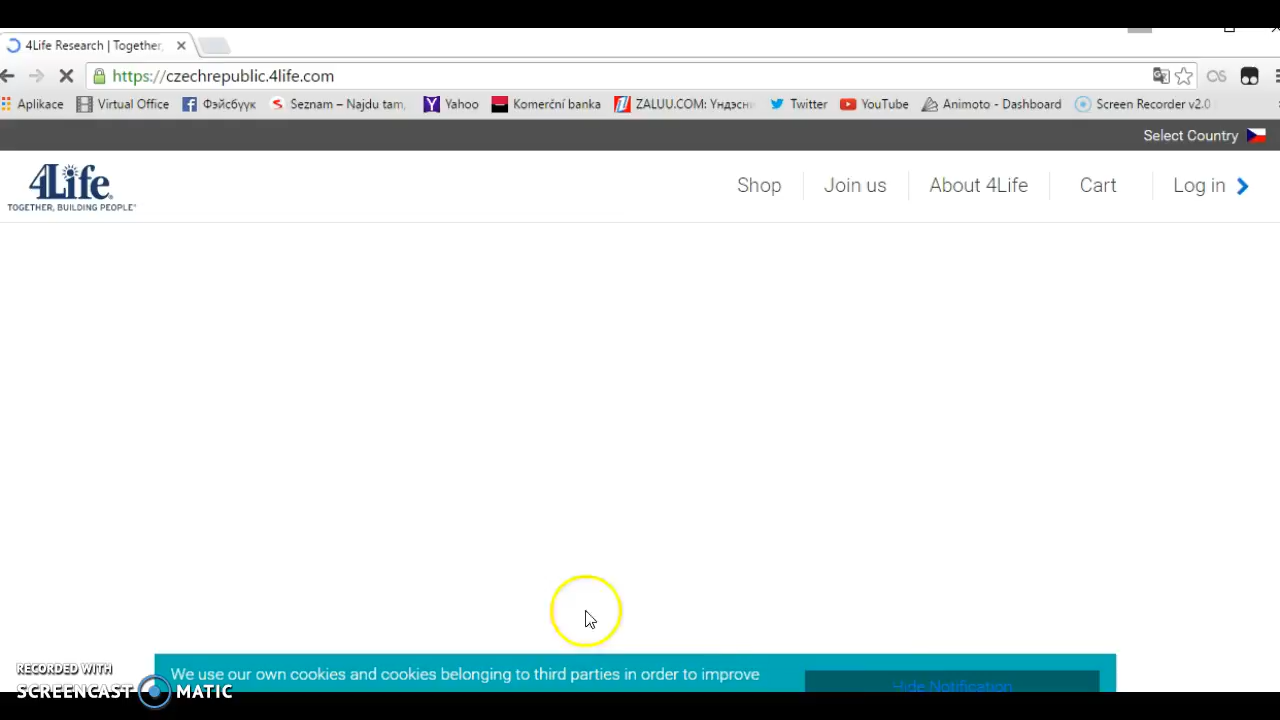 4Life Research | Together,
https://czechrepublic.4life.com
Aplikace
Virtual Office
Фэйсбүүк
Seznam – Najdu tam,
Yahoo
Komerční banka
ZALUU.COM: Үндэсн
Twitter
YouTube
Animoto - Dashboard
Screen Recorder v2.0
Select Country
4Life
TOGETHER, BUILDING PEOPLE
Shop
Join us
About 4Life
Cart
Log in
We use our own cookies and cookies belonging to third parties in order to improve
Hide Notification
RECORDED WITH
SCREENCAST MATIC